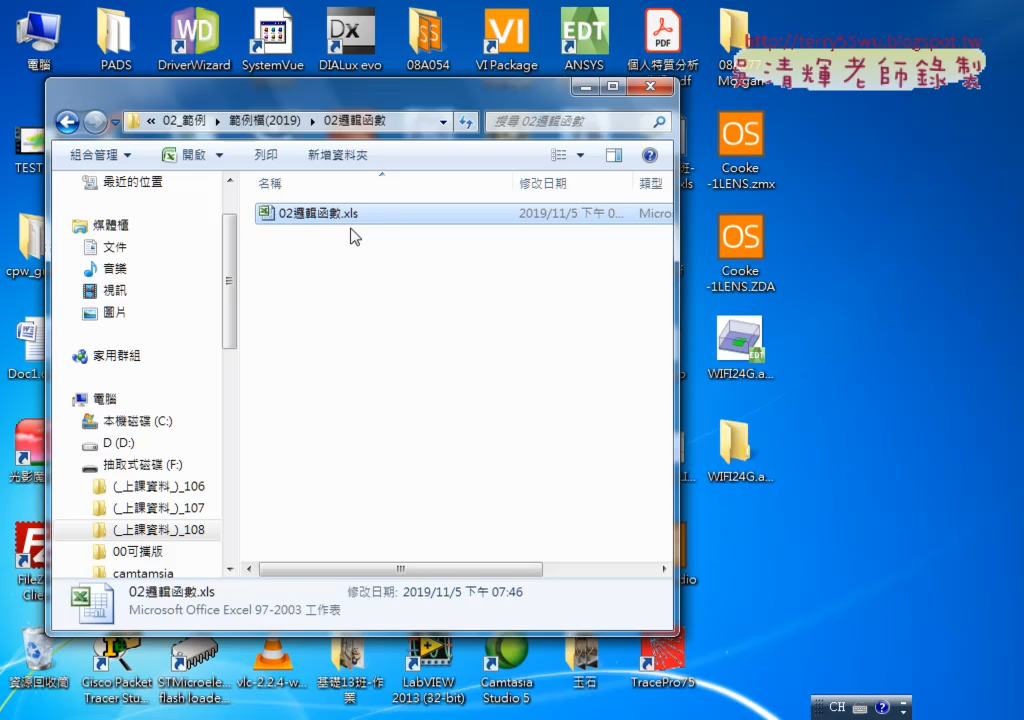 電腦
PADS
DriverWizard
SystemVue
DIALux evo
08A054
VI Package
ANSYS
個人特質分析
http://terry55wu.blogspot.tw
吳清輝老師錄製
« 02_範例 ▸ 範例檔(2019) ▸ 02邏輯函數
搜尋 02邏輯函數
組合管理
開啟
列印
新增資料夾
名稱
修改日期
類型
02邏輯函數.xls
2019/11/5 下午 0...
Micro
最近的位置
媒體櫃
文件
音樂
視訊
圖片
家用群組
電腦
本機磁碟 (C:)
D (D:)
抽取式磁碟 (F:)
(_上課資料_)_106
(_上課資料_)_107
(_上課資料_)_108
00可攜版
camtamsia
02邏輯函數.xls
修改日期: 2019/11/5 下午 07:46
Microsoft Office Excel 97-2003 工作表
TEST
Doc1.
Cooke
-1LENS.zmx
Cooke
-1LENS.ZDA
WIFI24G.a...
WIFI24G.a...
資源回收筒
Cisco Packet
Tracer Stu...
STMicroele...
flash loade...
vlc-2.2.4-w...
基礎13班-作
業
LabVIEW
2013 (32-bit)
Camtasia
Studio 5
玉石
TracePro75
CH